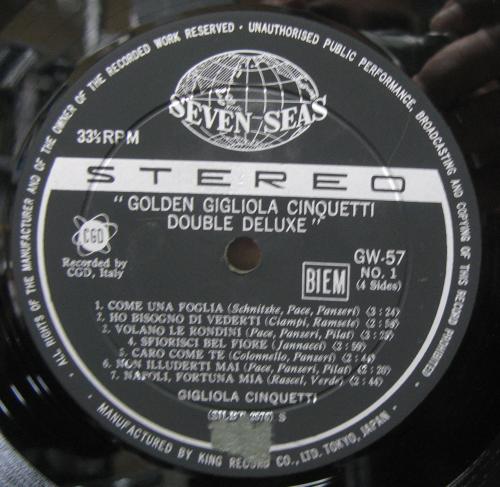 ALL RIGHTS OF THE MANUFACTURER AND OF THE OWNER OF THE RECORDED WORK RESERVED · UNAUTHORISED PUBLIC PERFORMANCE, BROADCASTING AND COPYING OF THIS RECORD PROHIBITED
SEVEN SEAS
33⅓ RPM
STEREO
"GOLDEN GIGLIOLA CINQUETTI
DOUBLE DELUXE"
CGD
Recorded by
CGD, Italy
BIEM
GW-57
NO. 1
(4 Sides)
1. COME UNA FOGLIA (Schnitzke, Pace, Panzeri) (3:24)
2. HO BISOGNO DI VEDERTI (Ciampi, Ramsete) (2:56)
3. VOLANO LE RONDINI (Pace, Panzeri, Pilat) (3:25)
4. SFIORISCI BEL FIORE (Jannacci) (3:59)
5. CARO COME TE (Colonnello, Panzeri) (2:44)
6. NON ILLUDERTI MAI (Pace, Panzeri, Pilat) (3:20)
7. NAPOLI, FORTUNA MIA (Rascel, Verde) (2:44)
GIGLIOLA CINQUETTI
S
· MANUFACTURED BY KING RECORD CO., LTD. TOKYO, JAPAN ·